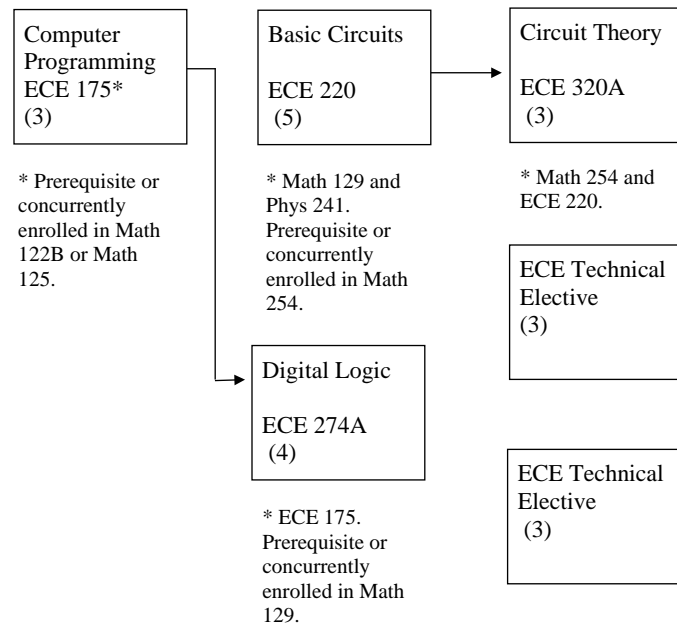 Computer
Programming
ECE 175*
(3)
* Prerequisite or
concurrently
enrolled in Math
122B or Math
125.
Basic Circuits
ECE 220
(5)
* Math 129 and
Phys 241.
Prerequisite or
concurrently
enrolled in Math
254.
Digital Logic
ECE 274A
(4)
* ECE 175.
Prerequisite or
concurrently
enrolled in Math
129.
Circuit Theory
ECE 320A
(3)
* Math 254 and
ECE 220.
ECE Technical
Elective
(3)
ECE Technical
Elective
(3)